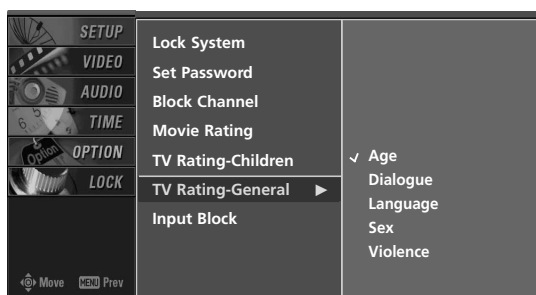 SETUP
VIDEO
AUDIO
TIME
Option OPTION
LOCK
Move MENU Prev
Lock System
Set Password
Block Channel
Movie Rating
TV Rating-Children
TV Rating-General ▶
Input Block
✓ Age
Dialogue
Language
Sex
Violence